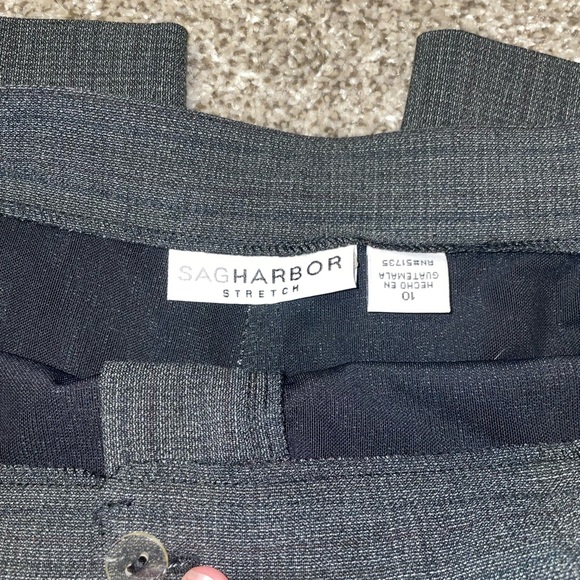 SAGHARBOR
STRETCH
10
HECHO EN
GUATEMALA
RN#51735